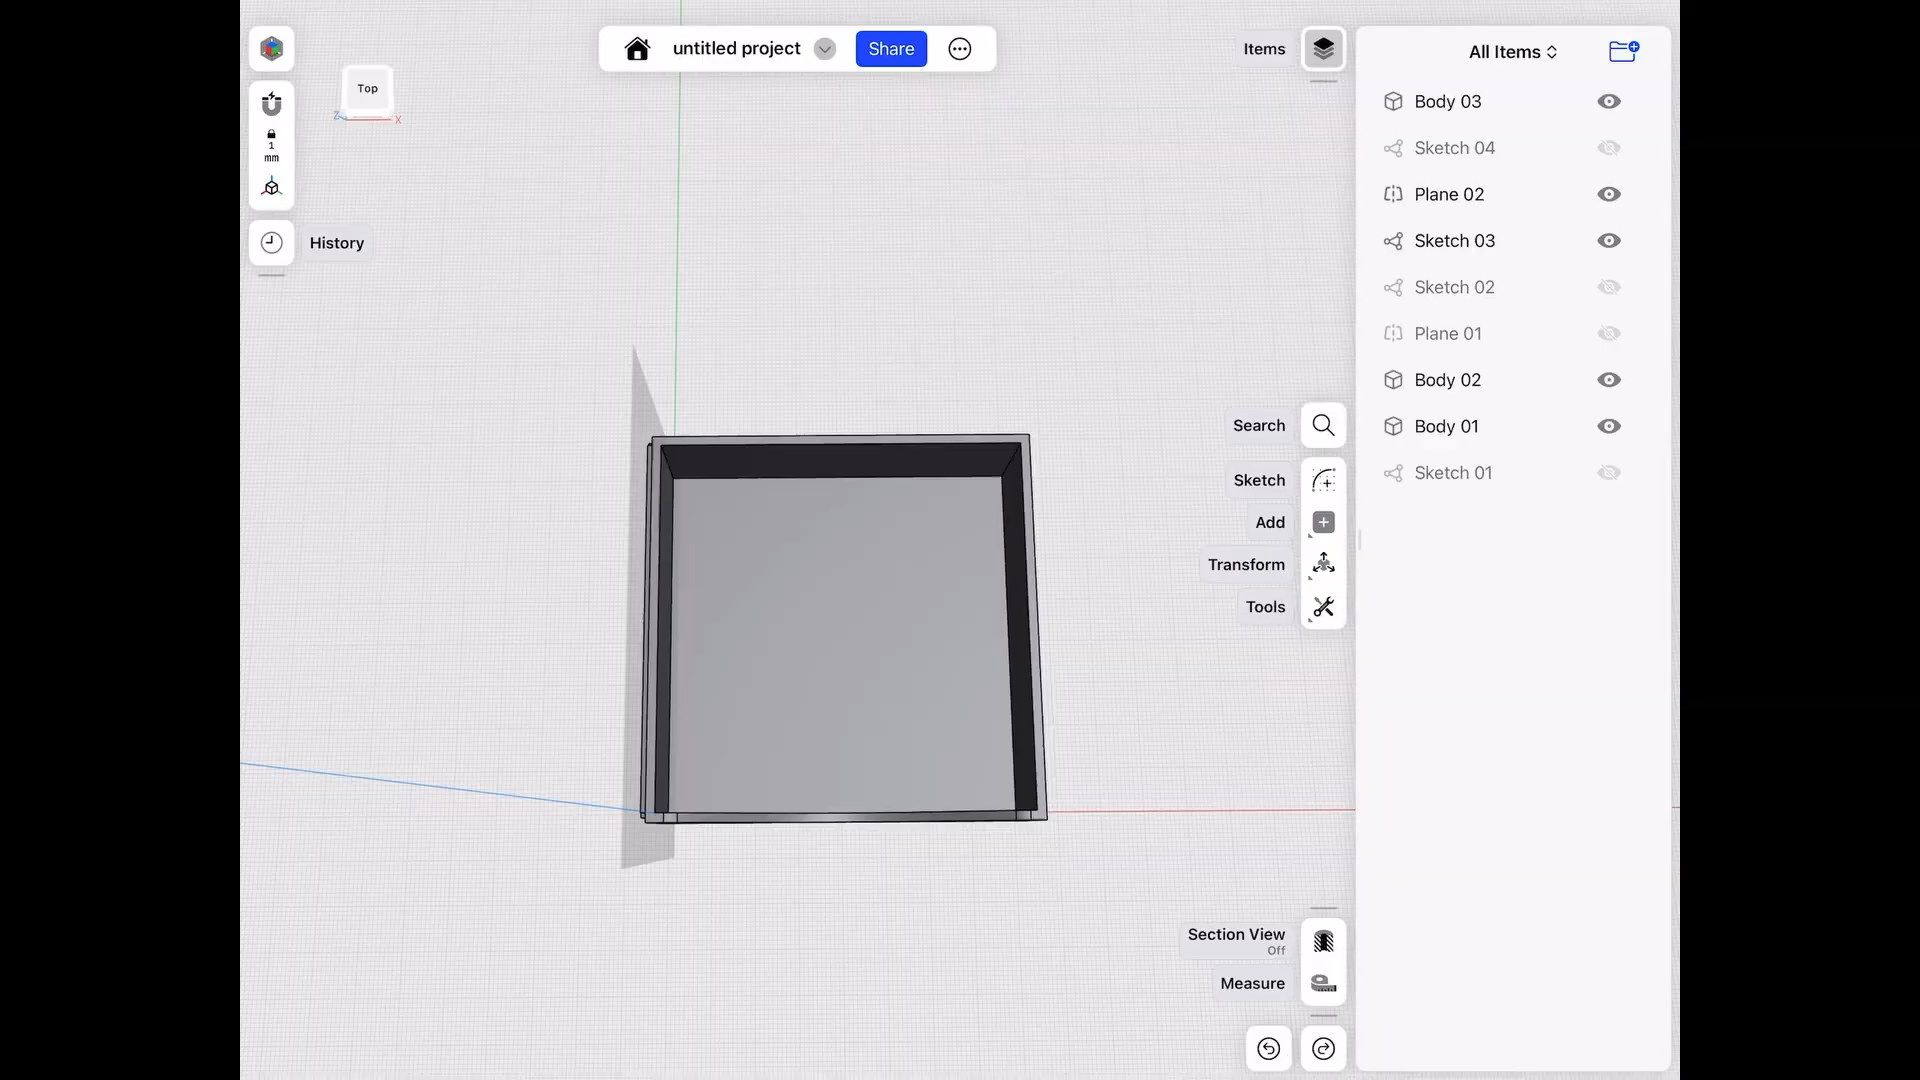 untitled project
Share
Items
All Items
Top
Z
X
1
mm
History
Body 03
Sketch 04
Plane 02
Sketch 03
Sketch 02
Plane 01
Body 02
Body 01
Sketch 01
Search
Sketch
Add
Transform
Tools
Section View
Off
Measure